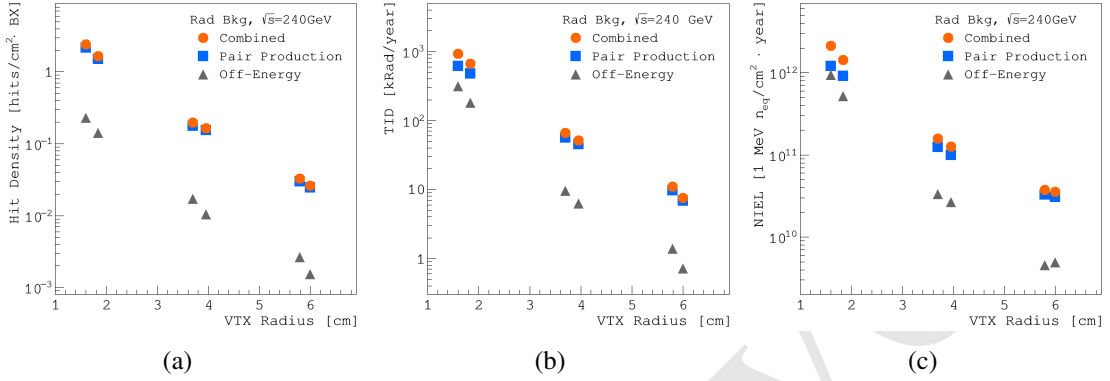 Rad Bkg, √s=240GeV
Combined
Pair Production
Off-Energy
Hit Density [hits/cm²· BX]
1
10⁻¹
10⁻²
10⁻³
1 2 3 4 5 6
VTX Radius [cm]
(a)
Rad Bkg, √s=240 GeV
Combined
Pair Production
Off-Energy
TID [kRad/year]
10³
10²
10
1
1 2 3 4 5 6
VTX Radius [cm]
(b)
Rad Bkg, √s=240GeV
Combined
Pair Production
Off-Energy
NIEL [1 MeV n_eq/cm² · year]
10¹²
10¹¹
10¹⁰
1 2 3 4 5 6
VTX Radius [cm]
(c)